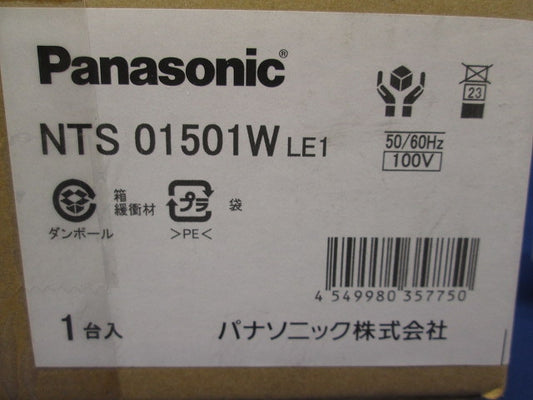 Panasonic®
NTS 01501W LE1
23
50/60Hz
100V
箱
緩衝材
ダンボール
プラ
袋
>PE<
4 549980 357750
1台入
パナソニック株式会社